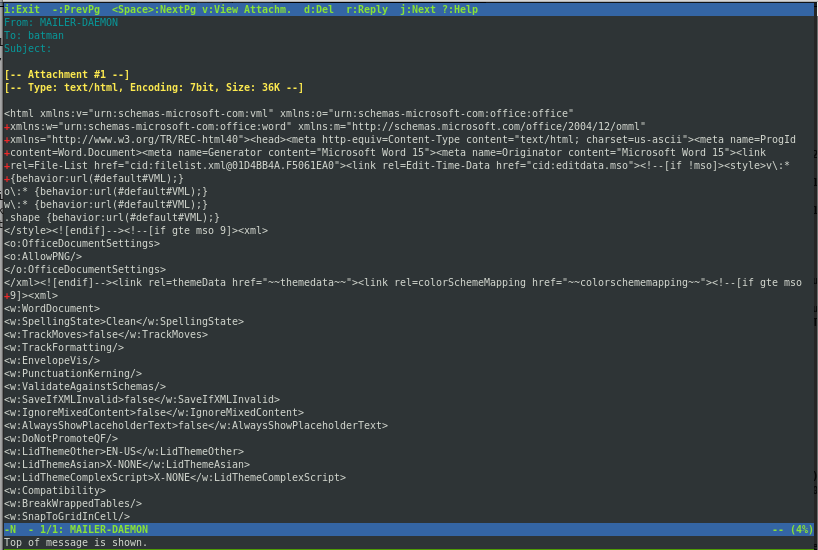 i:Exit  -:PrevPg  <Space>:NextPg v:View Attachm.  d:Del  r:Reply  j:Next ?:Help
From: MAILER-DAEMON
To: batman
Subject:
[-- Attachment #1 --]
[-- Type: text/html, Encoding: 7bit, Size: 36K --]
<html xmlns:v="urn:schemas-microsoft-com:vml" xmlns:o="urn:schemas-microsoft-com:office:office"
+xmlns:w="urn:schemas-microsoft-com:office:word" xmlns:m="http://schemas.microsoft.com/office/2004/12/omml"
+xmlns="http://www.w3.org/TR/REC-html40"><head><meta http-equiv=Content-Type content="text/html; charset=us-ascii"><meta name=ProgId
+content=Word.Document><meta name=Generator content="Microsoft Word 15"><meta name=Originator content="Microsoft Word 15"><link
+rel=File-List href="cid:filelist.xml@01D4BB4A.F5061EA0"><link rel=Edit-Time-Data href="cid:editdata.mso"><!--[if !mso]><style>v\:*
+{behavior:url(#default#VML);}
o\:* {behavior:url(#default#VML);}
w\:* {behavior:url(#default#VML);}
.shape {behavior:url(#default#VML);}
</style><![endif]--><!--[if gte mso 9]><xml>
<o:OfficeDocumentSettings>
<o:AllowPNG/>
</o:OfficeDocumentSettings>
</xml><![endif]--><link rel=themeData href="~~themedata~~"><link rel=colorSchemeMapping href="~~colorschememapping~~"><!--[if gte mso
+9]><xml>
<w:WordDocument>
<w:SpellingState>Clean</w:SpellingState>
<w:TrackMoves>false</w:TrackMoves>
<w:TrackFormatting/>
<w:EnvelopeVis/>
<w:PunctuationKerning/>
<w:ValidateAgainstSchemas/>
<w:SaveIfXMLInvalid>false</w:SaveIfXMLInvalid>
<w:IgnoreMixedContent>false</w:IgnoreMixedContent>
<w:AlwaysShowPlaceholderText>false</w:AlwaysShowPlaceholderText>
<w:DoNotPromoteQF/>
<w:LidThemeOther>EN-US</w:LidThemeOther>
<w:LidThemeAsian>X-NONE</w:LidThemeAsian>
<w:LidThemeComplexScript>X-NONE</w:LidThemeComplexScript>
<w:Compatibility>
<w:BreakWrappedTables/>
<w:SnapToGridInCell/>
-N  - 1/1: MAILER-DAEMON -- (4%)
Top of message is shown.